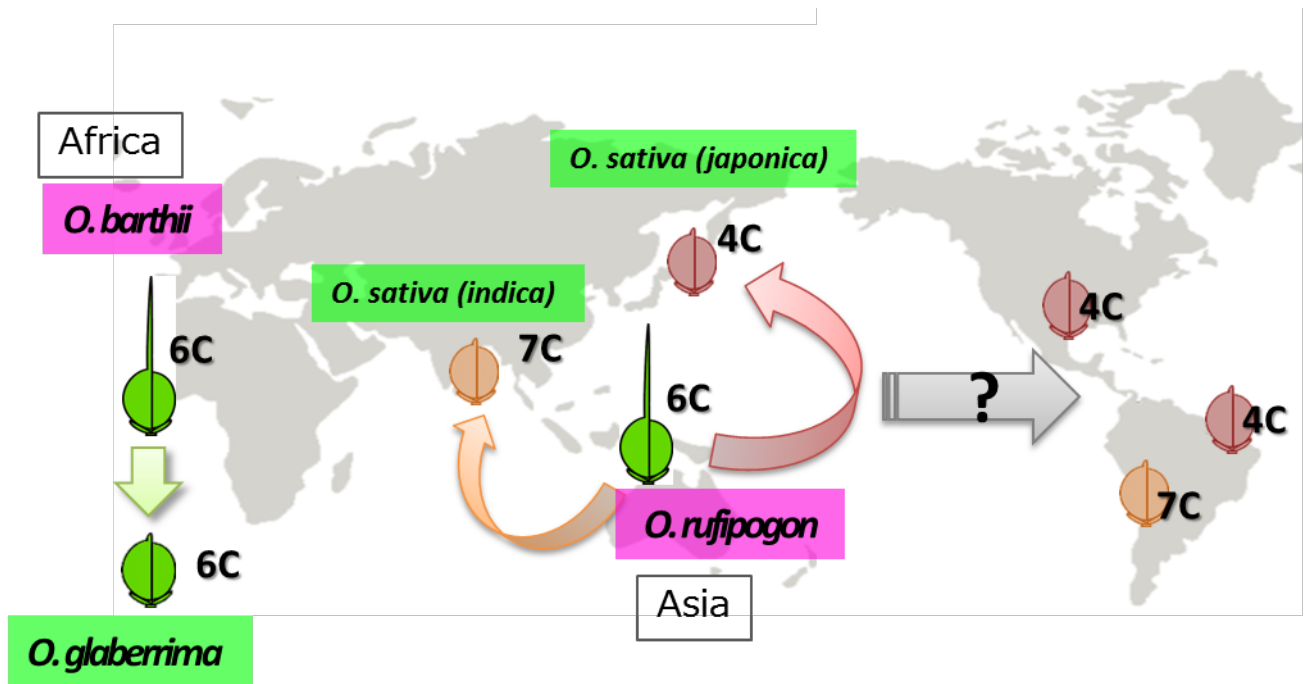 Africa
O. barthii
6C
6C
O. glaberrima
O. sativa (indica)
7C
O. sativa (japonica)
4C
6C
O. rufipogon
Asia
?
4C
4C
7C